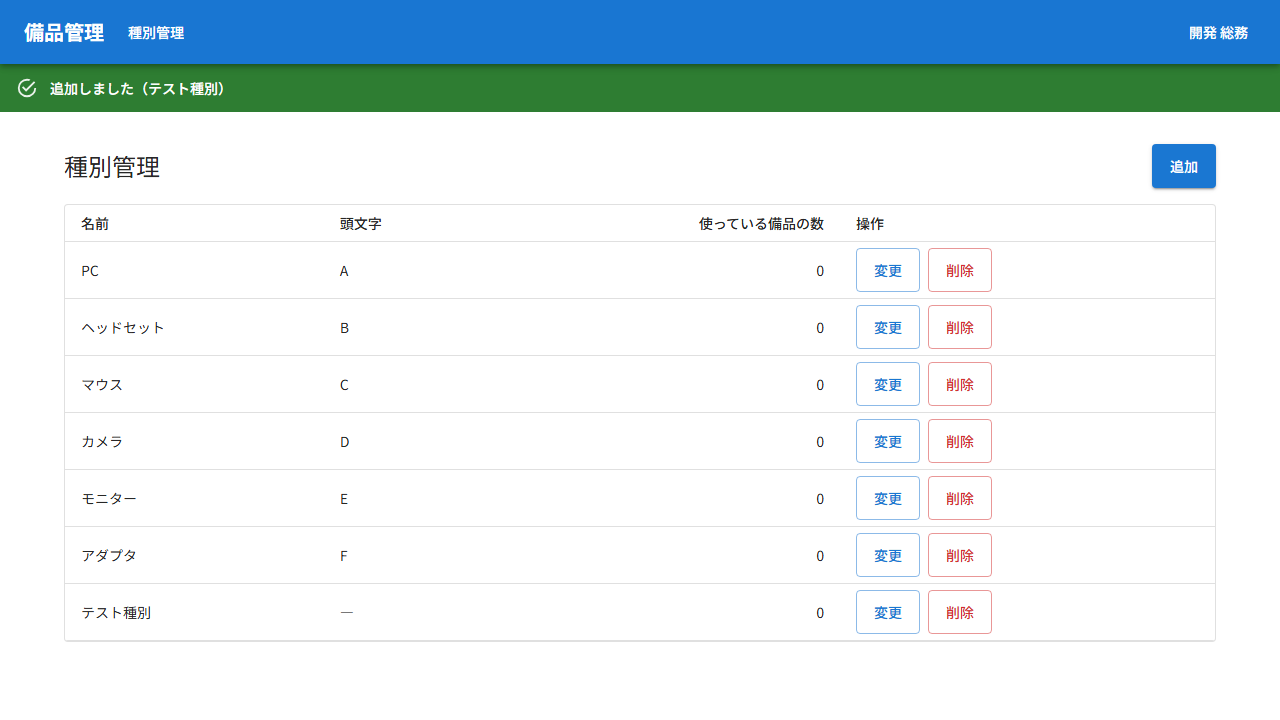 備品管理 種別管理 開発 総務
追加しました（テスト種別）
種別管理 追加
名前 頭文字 使っている備品の数 操作
PC A 0 変更 削除
ヘッドセット B 0 変更 削除
マウス C 0 変更 削除
カメラ D 0 変更 削除
モニター E 0 変更 削除
アダプタ F 0 変更 削除
テスト種別 — 0 変更 削除